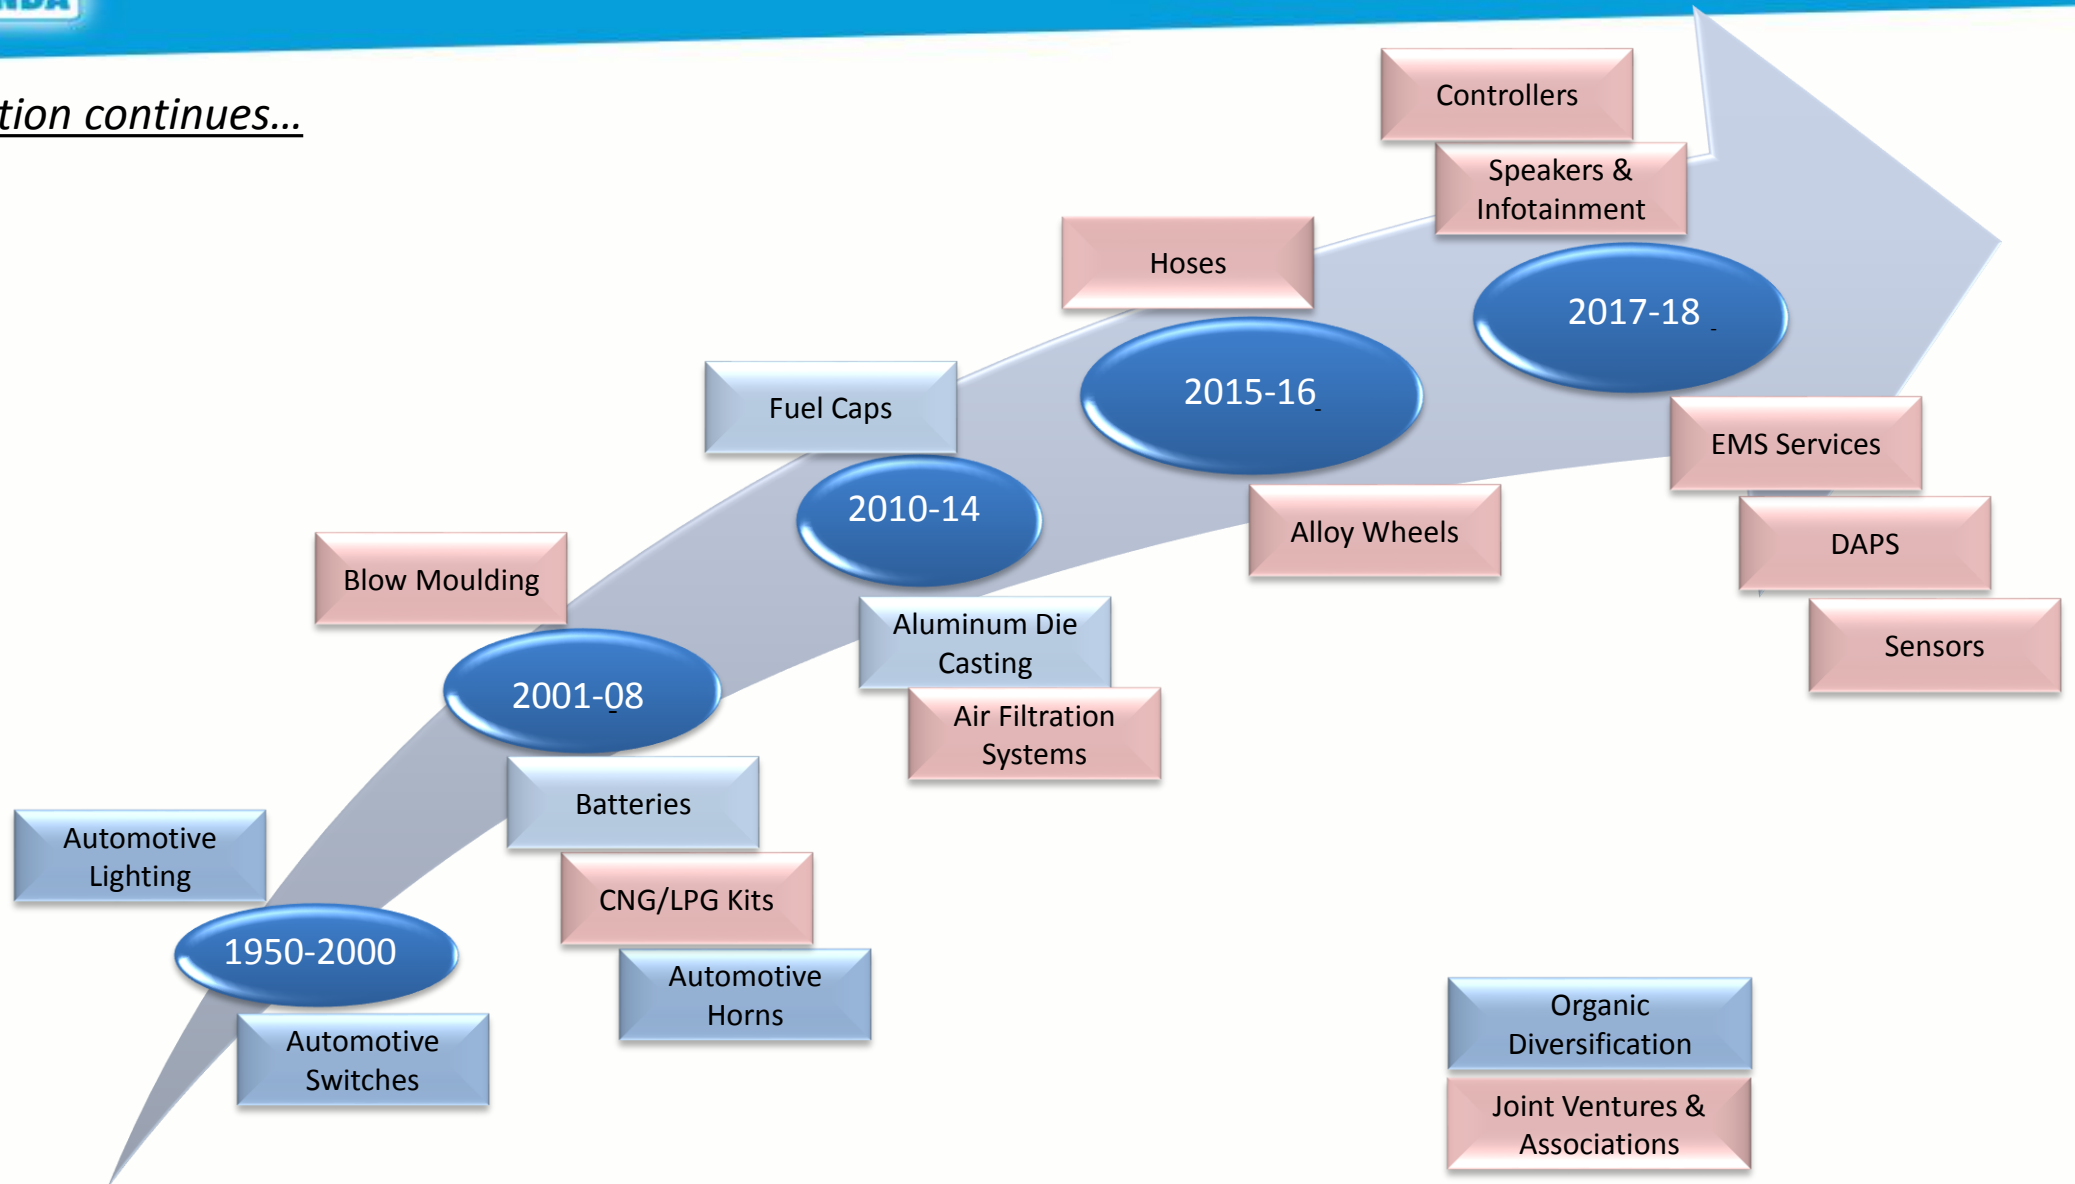 tion continues...
Controllers
Speakers &
Infotainment
Hoses
2017-18
2015-16
Fuel Caps
EMS Services
2010-14
Alloy Wheels
DAPS
Blow Moulding
Aluminum Die
Casting
Sensors
2001-08
Air Filtration
Systems
Batteries
Automotive
Lighting
CNG/LPG Kits
1950-2000
Automotive
Horns
Organic
Diversification
Automotive
Switches
Joint Ventures &
Associations